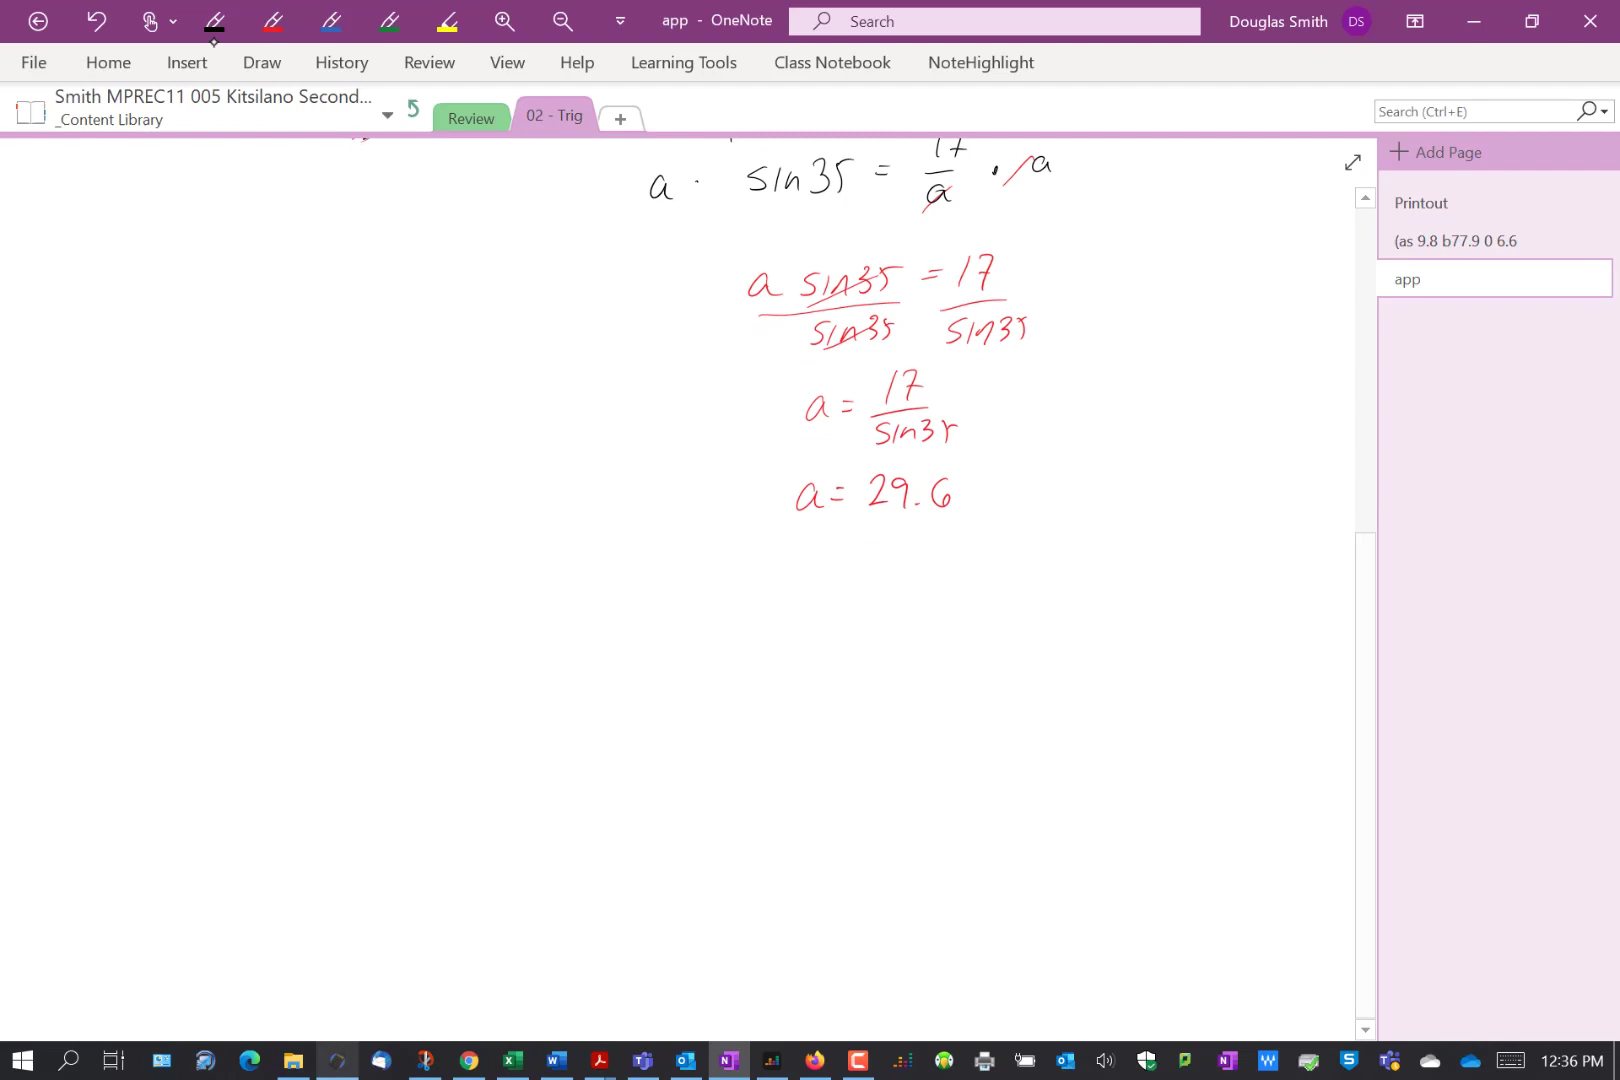 app - OneNote
Search
Douglas Smith
DS
File Home Insert Draw History Review View Help Learning Tools Class Notebook NoteHighlight
Smith MPREC11 005 Kitsilano Second...
_Content Library
Review
02 - Trig
Search (Ctrl+E)
Add Page
Printout
(as 9.8 b77.9 0 6.6
app
a · sin35 = 17/a · a
a sin35 = 17
sin35 sin35
a = 17
sin35
a = 29.6
12:36 PM